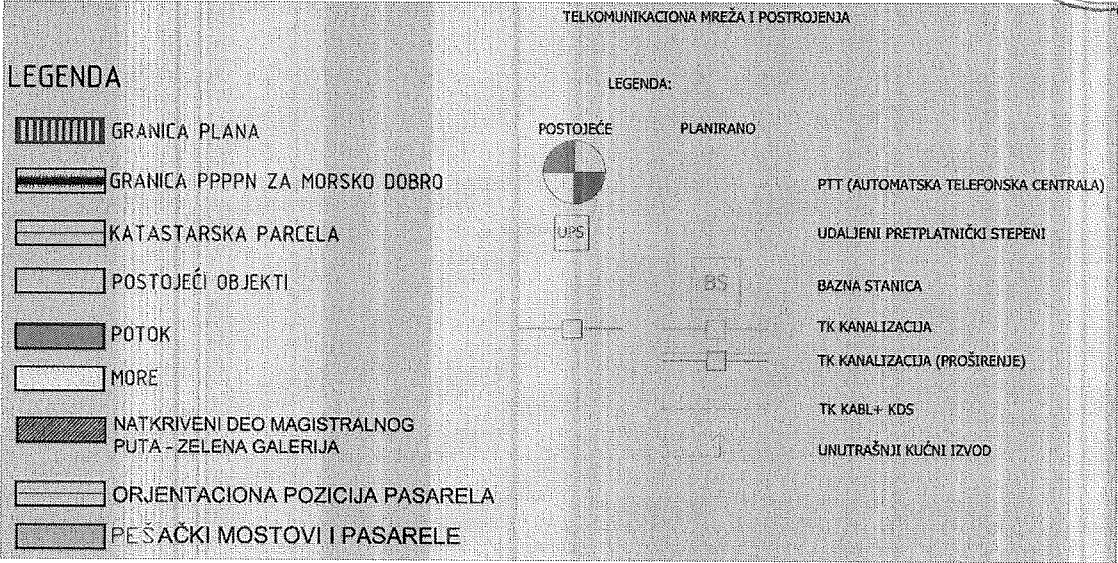 TELKOMUNIKACIONA MREŽA I POSTROJENJA
LEGENDA
GRANICA PLANA
GRANICA PPPPN ZA MORSKO DOBRO
KATASTARSKA PARCELA
POSTOJEĆI OBJEKTI
POTOK
MORE
NATKRIVENI DEO MAGISTRALNOG
PUTA - ZELENA GALERIJA
ORJENTACIONA POZICIJA PASARELA
PEŠAČKI MOSTOVI I PASARELE
LEGENDA:
POSTOJEĆE PLANIRANO
PTT (AUTOMATSKA TELEFONSKA CENTRALA)
UPS UDALJENI PRETPLATNIČKI STEPENI
BS BAZNA STANICA
TK KANALIZACIJA
TK KANALIZACIJA (PROŠIRENJE)
TK KABL+ KDS
UNUTRAŠNJI KUĆNI IZVOD